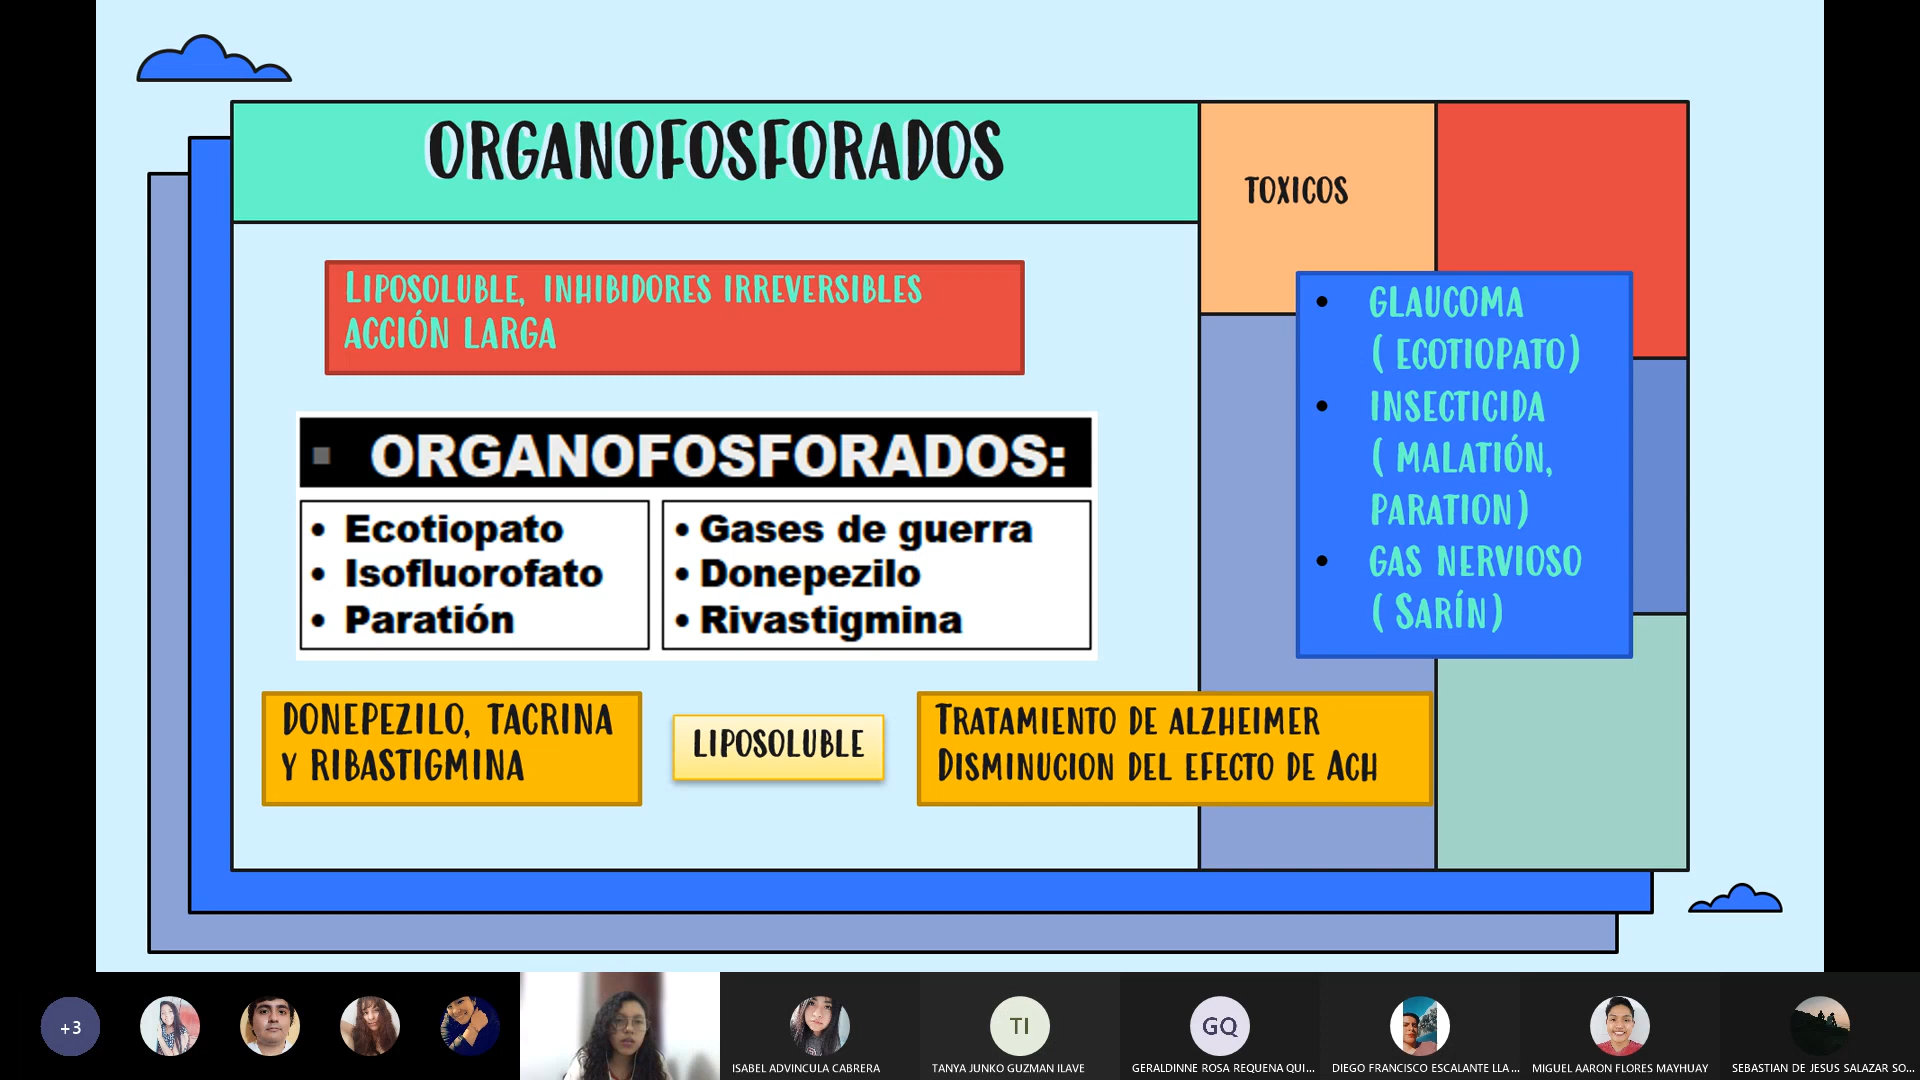 ORGANOFOSFORADOS
TOXICOS
LIPOSOLUBLE, INHIBIDORES IRREVERSIBLES
ACCIÓN LARGA
ORGANOFOSFORADOS:
• Ecotiopato
• Isofluorofato
• Paratión
• Gases de guerra
• Donepezilo
• Rivastigmina
• GLAUCOMA
( ECOTIOPATO)
• INSECTICIDA
( MALATIÓN,
PARATION)
• GAS NERVIOSO
( SARÍN)
DONEPEZILO, TACRINA
Y RIBASTIGMINA
LIPOSOLUBLE
TRATAMIENTO DE ALZHEIMER
DISMINUCION DEL EFECTO DE ACH
+3
TI
GQ
ISABEL ADVINCULA CABRERA
TANYA JUNKO GUZMAN ILAVE
GERALDINNE ROSA REQUENA QUI...
DIEGO FRANCISCO ESCALANTE LLA...
MIGUEL AARON FLORES MAYHUAY
SEBASTIAN DE JESUS SALAZAR SO...